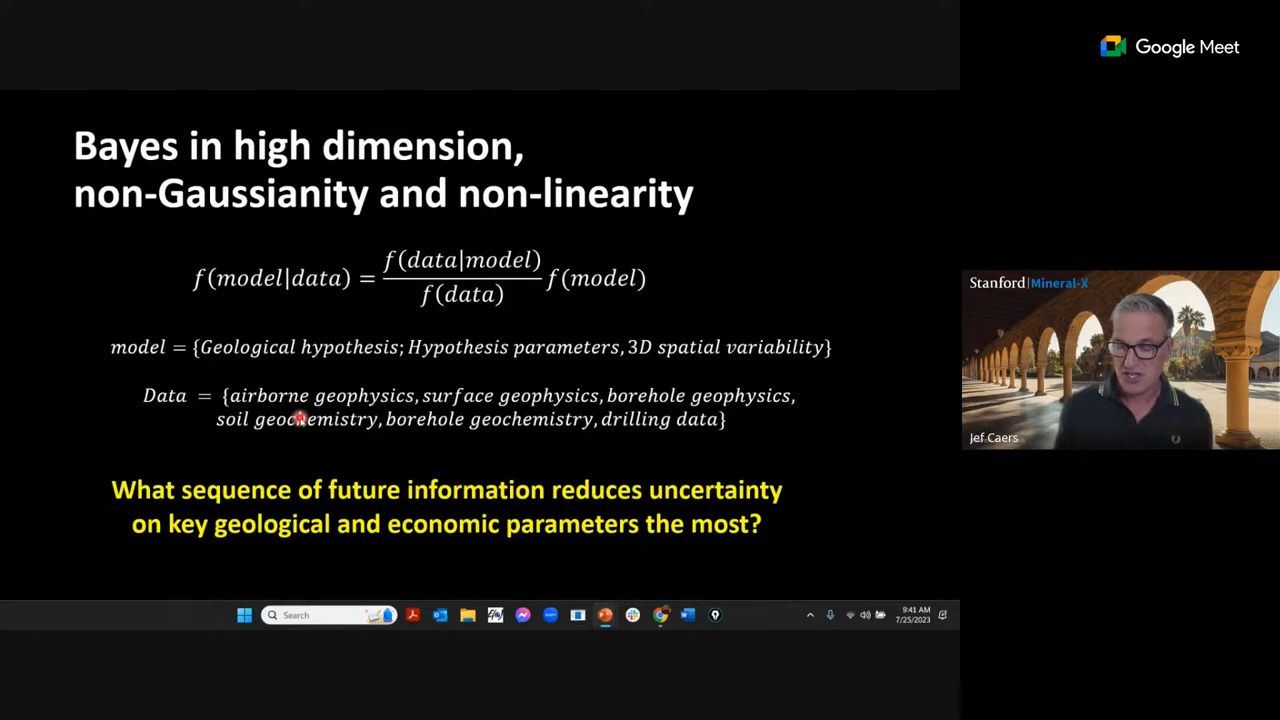 Google Meet
Bayes in high dimension,
non-Gaussianity and non-linearity
f(model|data) = f(data|model) / f(data) f(model)
model = {Geological hypothesis; Hypothesis parameters, 3D spatial variability}
Data = {airborne geophysics, surface geophysics, borehole geophysics,
soil geochemistry, borehole geochemistry, drilling data}
What sequence of future information reduces uncertainty
on key geological and economic parameters the most?
Stanford | Mineral-X
Jef Caers
Search
9:41 AM
7/25/2023